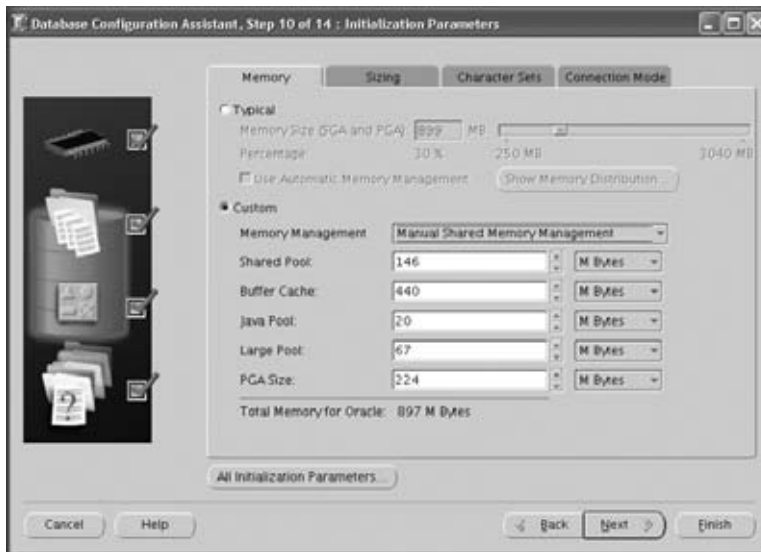 Database Configuration Assistant, Step 10 of 14 : Initialization Parameters
Memory Sizing Character Sets Connection Mode
Typical
Memory Size (SGA and PGA): 899 MB
Percentage: 30 % 250 MB 3040 MB
Use Automatic Memory Management Show Memory Distribution...
Custom
Memory Management Manual Shared Memory Management
Shared Pool: 146 M Bytes
Buffer Cache: 440 M Bytes
Java Pool: 20 M Bytes
Large Pool: 67 M Bytes
PGA Size: 224 M Bytes
Total Memory for Oracle: 897 M Bytes
All Initialization Parameters...
Cancel Help Back Next Finish